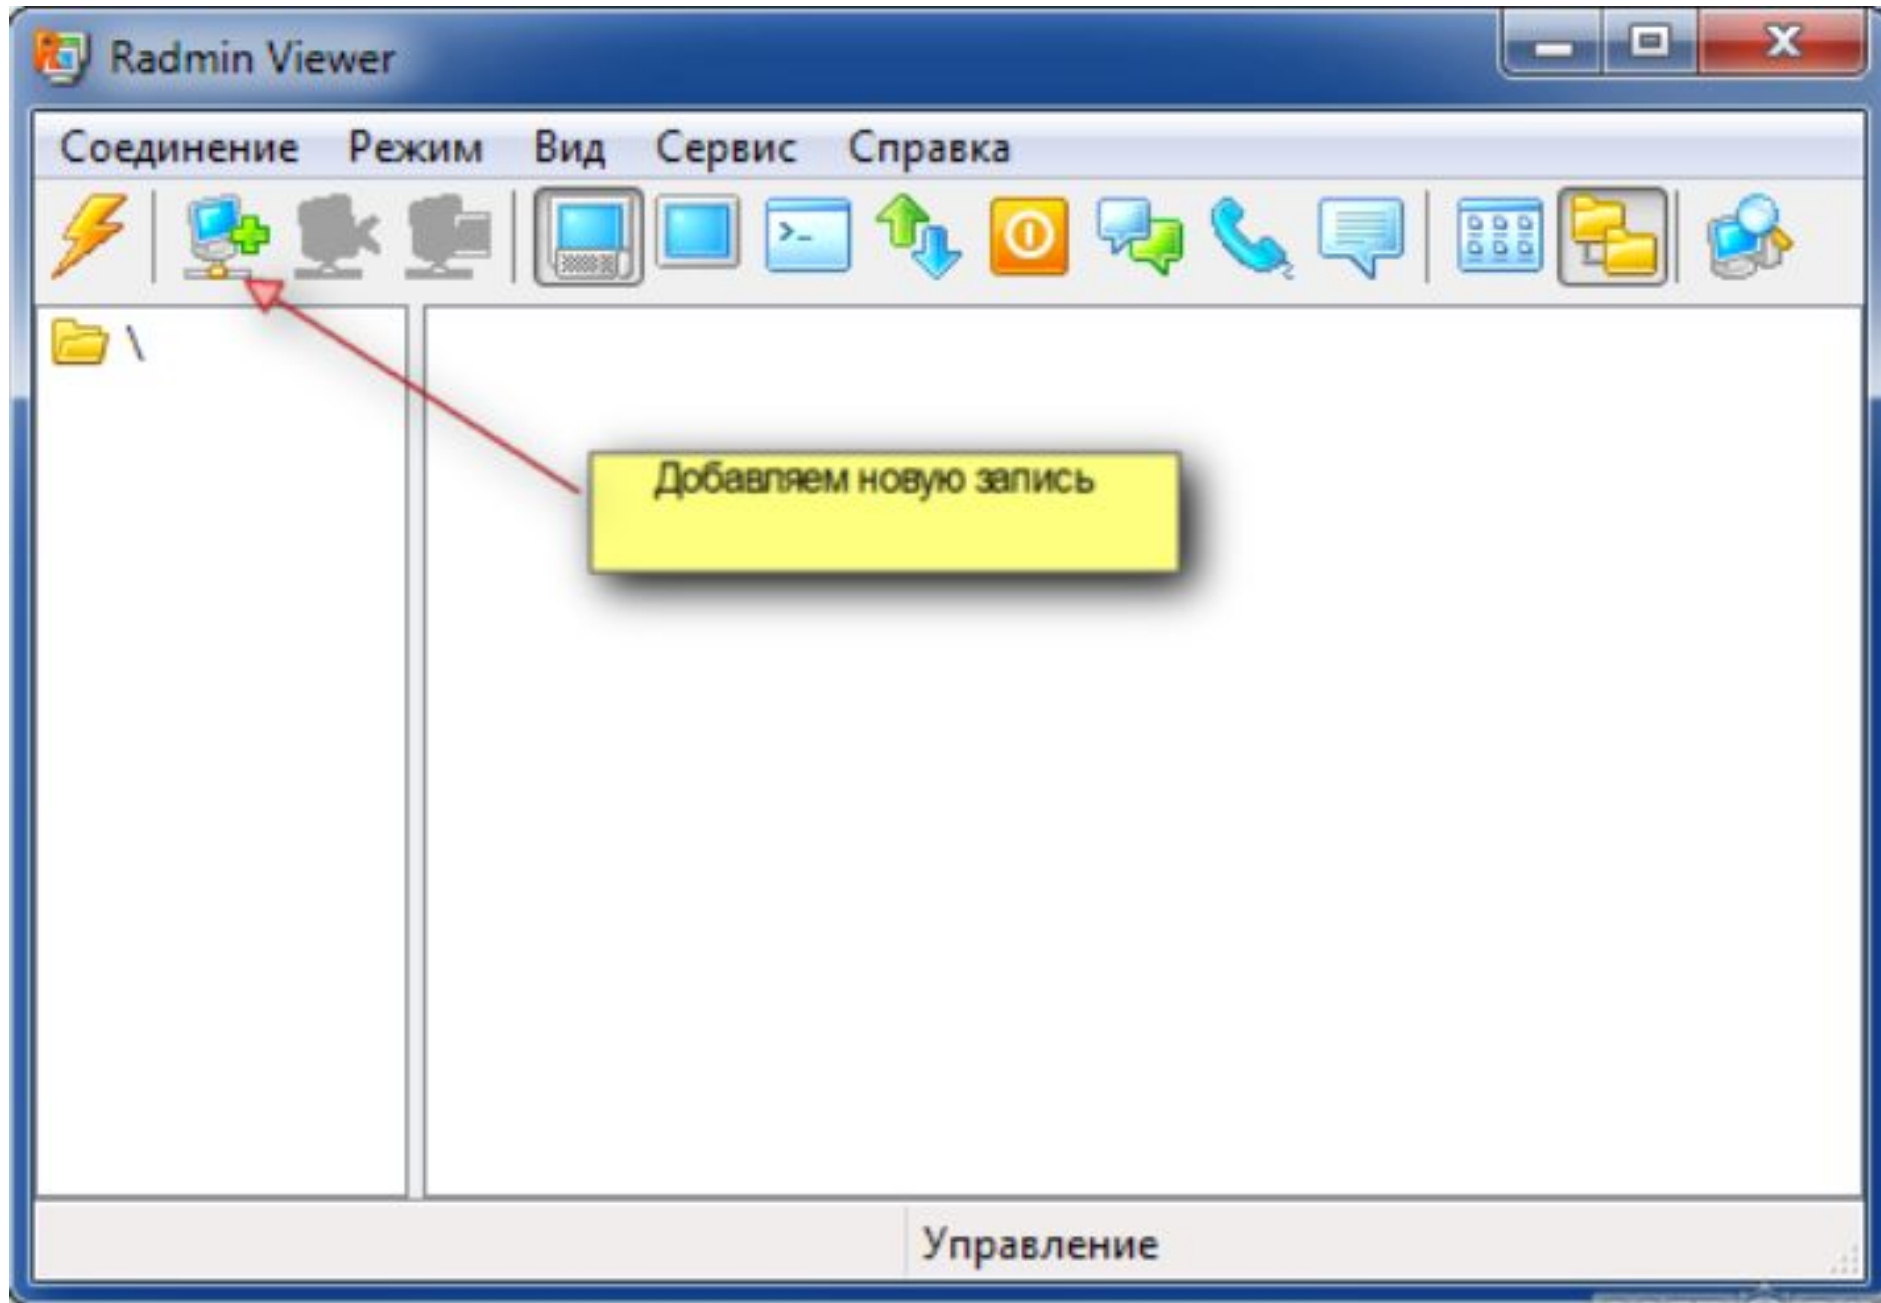 Radmin Viewer
Соединение Режим Вид Сервис Справка
\
Добавляем новую запись
Управление